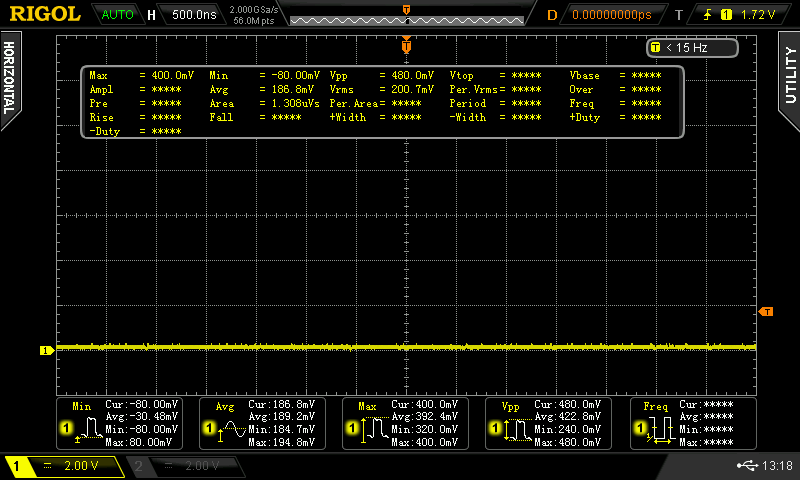 RIGOL AUTO H 500.0ns 2.000GSa/s 56.0M pts T D 0.00000000ps T 1 1.72 V
HORIZONTAL
UTILITY
T T < 15 Hz
Max = 400.0mV Min = -80.00mV Vpp = 480.0mV Vtop = ***** Vbase = *****
Ampl = ***** Avg = 186.8mV Vrms = 200.7mV Per.Vrms= ***** Over = *****
Pre = ***** Area = 1.308uVs Per.Area= ***** Period = ***** Freq = *****
Rise = ***** Fall = ***** +Width = ***** -Width = ***** +Duty = *****
-Duty = *****
T
1
Min Cur:-80.00mV Avg Cur:186.8mV Max Cur:400.0mV Vpp Cur:480.0mV Freq Cur:*****
Avg:-30.48mV Avg:189.2mV Avg:392.4mV Avg:422.8mV Avg:*****
1 Min:-80.00mV 1 Min:184.7mV 1 Min:320.0mV 1 Min:240.0mV 1 Min:*****
Max:80.00mV Max:194.8mV Max:400.0mV Max:480.0mV Max:*****
1 2.00 V 2 2.00 V 13:18